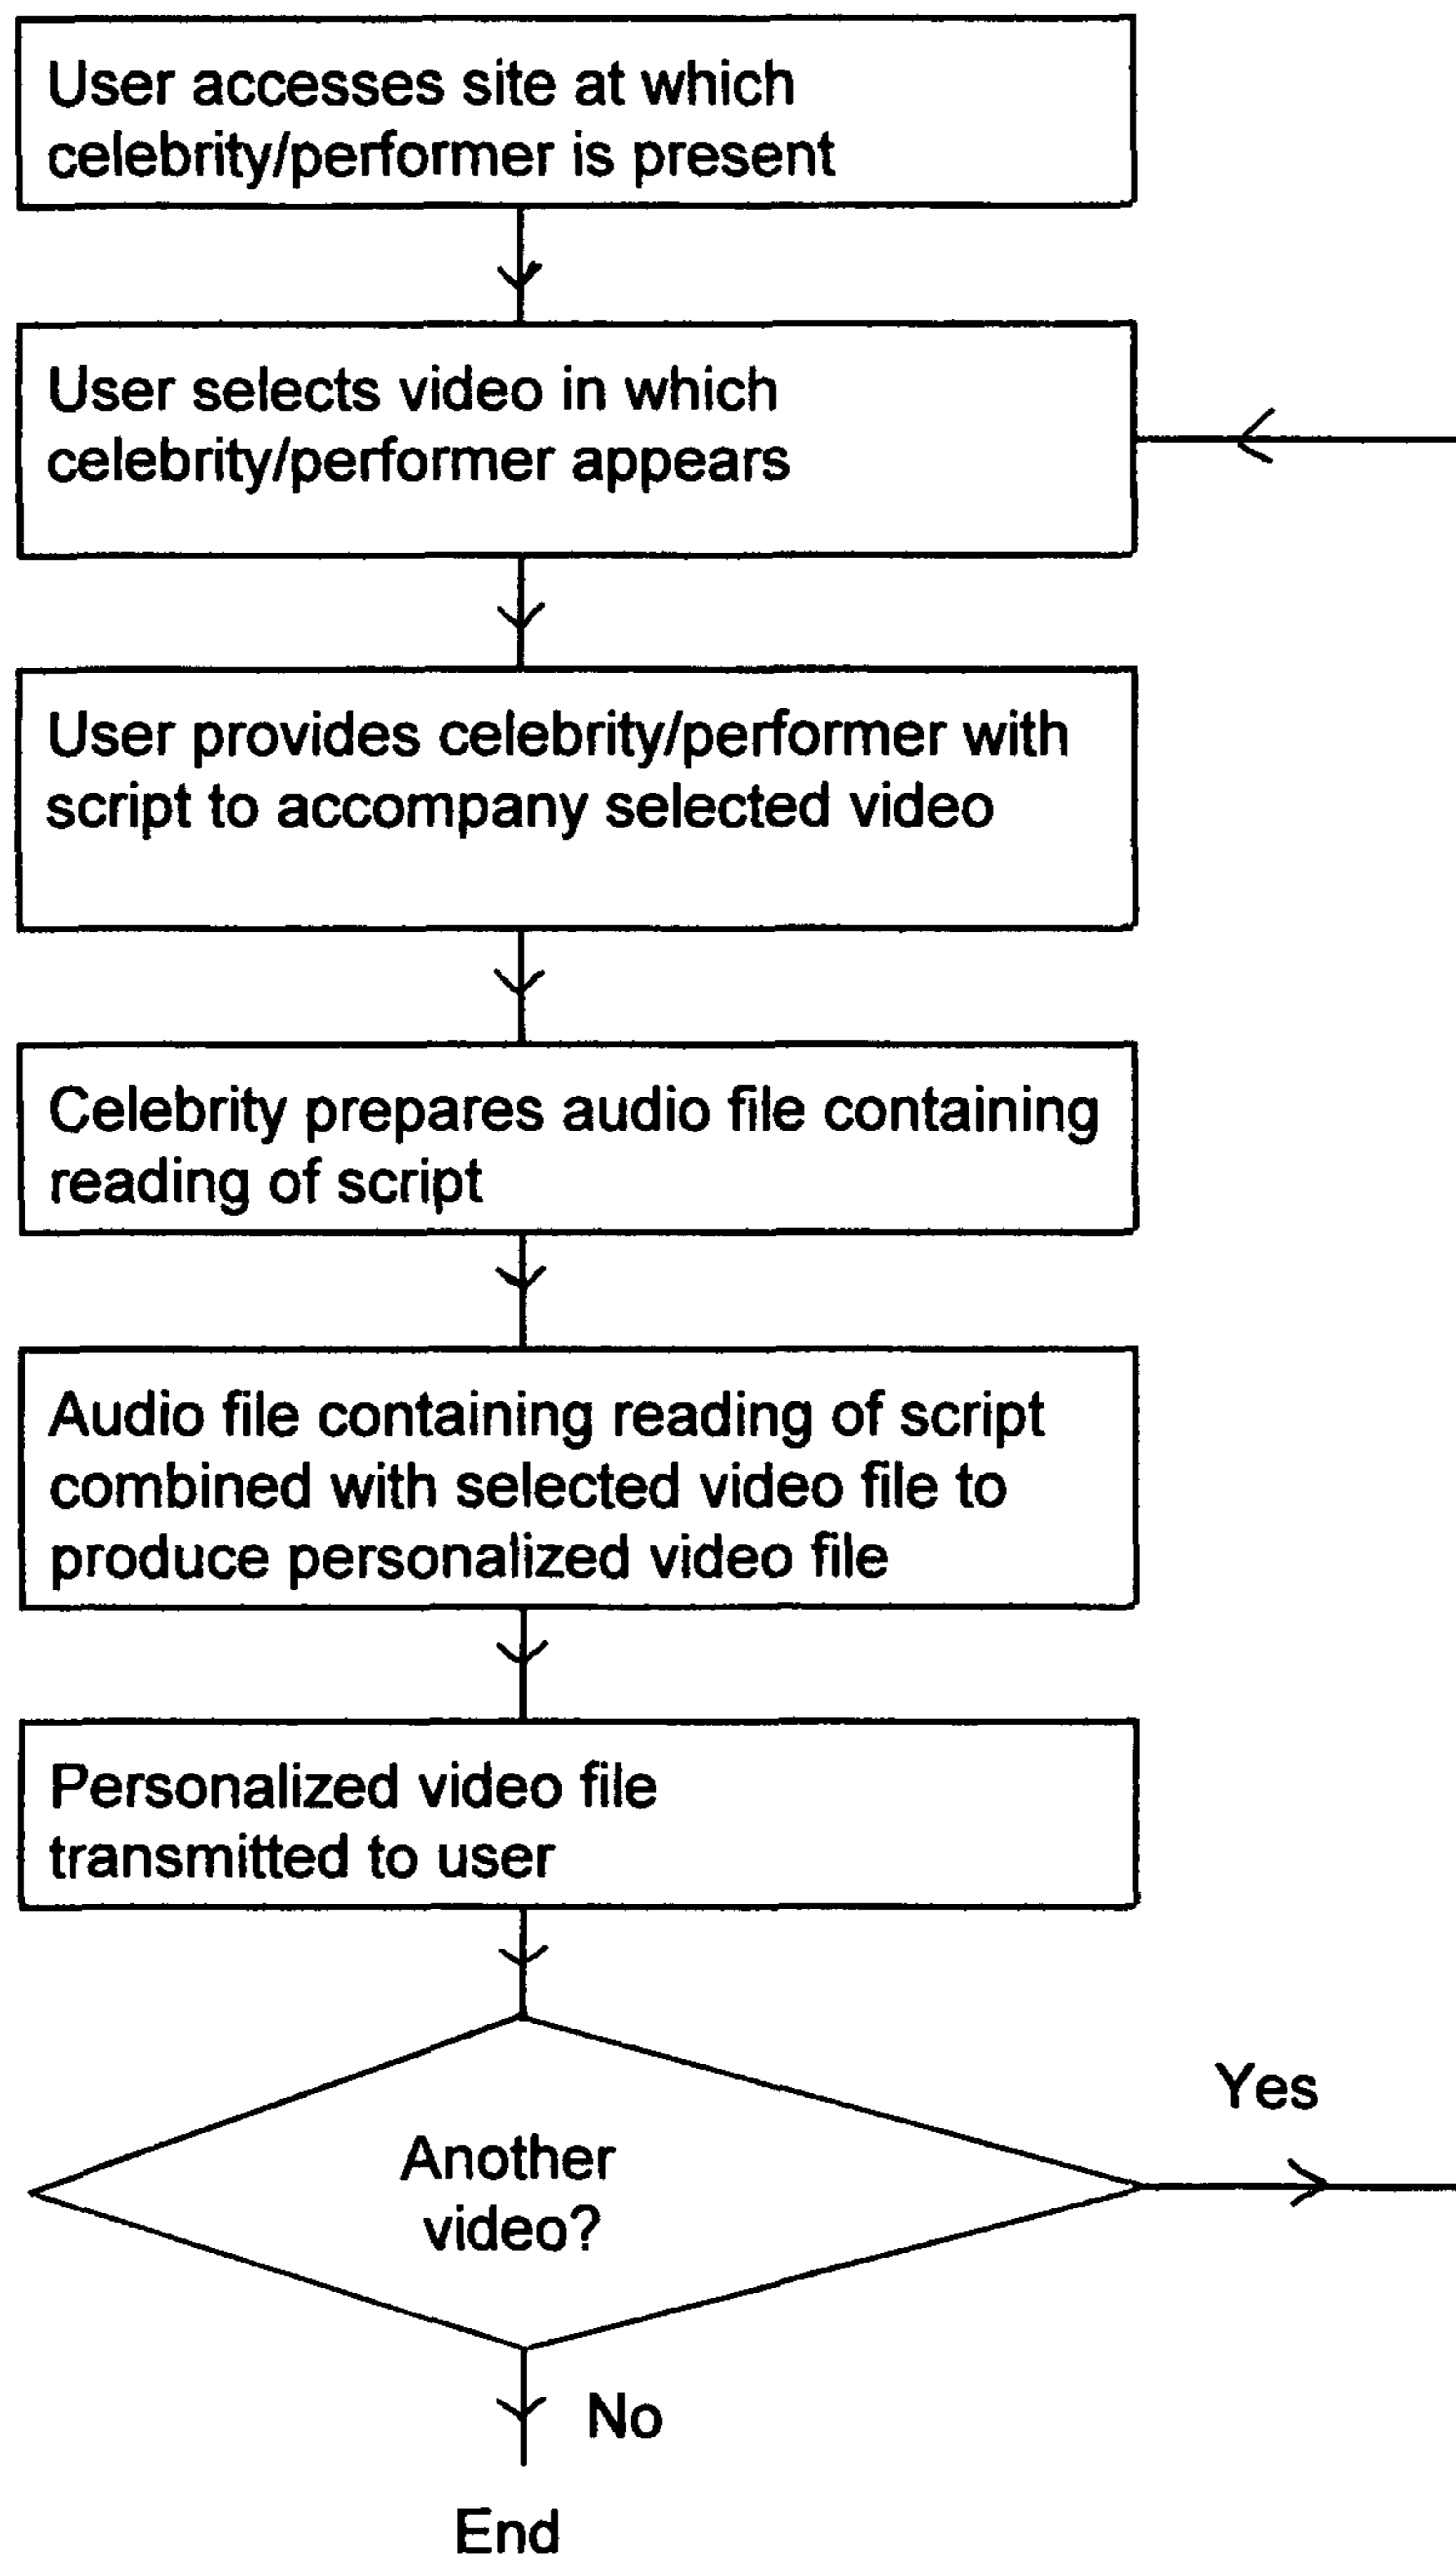 User accesses site at which
celebrity/performer is present
User selects video in which
celebrity/performer appears
User provides celebrity/performer with
script to accompany selected video
Celebrity prepares audio file containing
reading of script
Audio file containing reading of script
combined with selected video file to
produce personalized video file
Personalized video file
transmitted to user
Another
video?
Yes
No
End